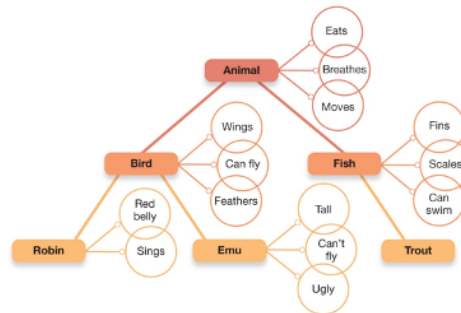 Eats
Animal
Breathes
Moves
Wings
Fins
Bird
Can fly
Fish
Scales
Feathers
Can
swim
Red
belly
Tall
Robin
Sings
Emu
Can't
fly
Trout
Ugly